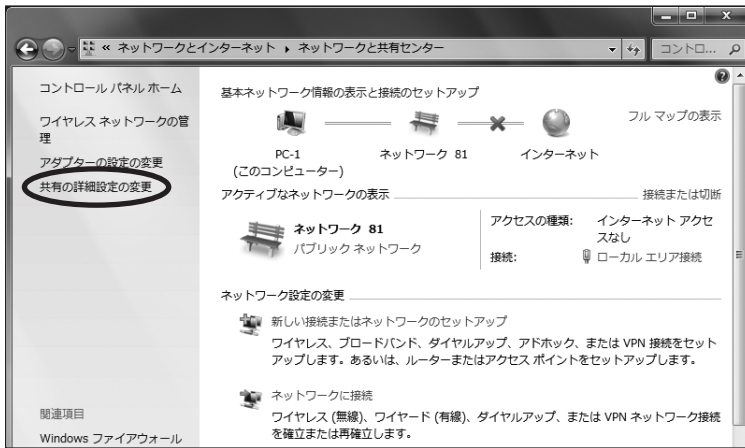 « ネットワークとインターネット ▸ ネットワークと共有センター
コントロ...
コントロール パネル ホーム
ワイヤレス ネットワークの管
理
アダプターの設定の変更
共有の詳細設定の変更
関連項目
Windows ファイアウォール
基本ネットワーク情報の表示と接続のセットアップ
フル マップの表示
PC-1
(このコンピューター)
ネットワーク 81
インターネット
アクティブなネットワークの表示
接続または切断
ネットワーク 81
パブリック ネットワーク
アクセスの種類: インターネット アクセ
スなし
接続: ローカル エリア接続
ネットワーク設定の変更
新しい接続またはネットワークのセットアップ
ワイヤレス、ブロードバンド、ダイヤルアップ、アドホック、または VPN 接続をセット
アップします。あるいは、ルーターまたはアクセス ポイントをセットアップします。
ネットワークに接続
ワイヤレス (無線)、ワイヤード (有線)、ダイヤルアップ、または VPN ネットワーク接続
を確立または再確立します。